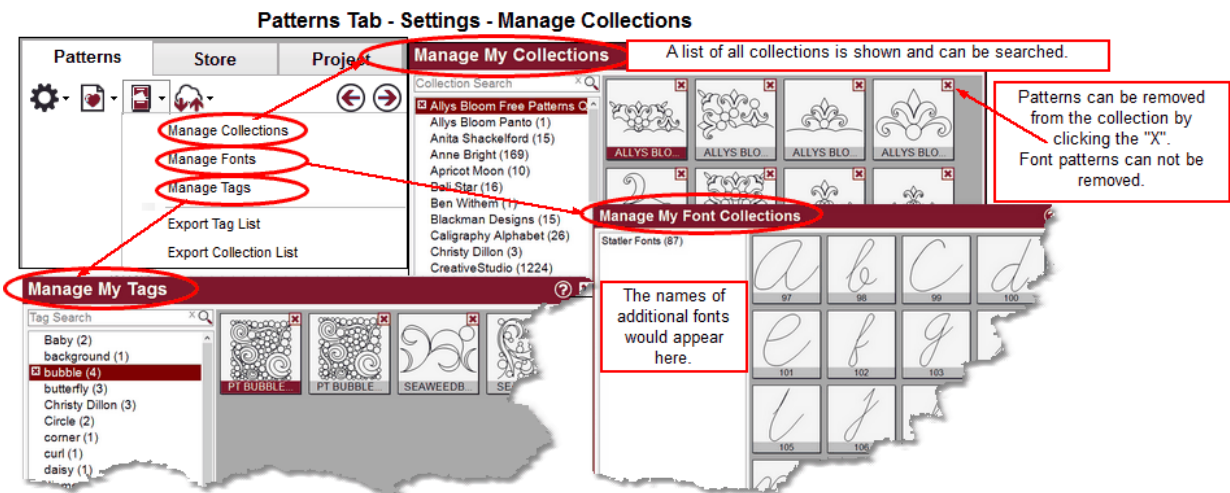 Patterns Tab - Settings - Manage Collections
Patterns
Store
Project
Manage Collections
Manage Fonts
Manage Tags
Export Tag List
Export Collection List
Manage My Collections
A list of all collections is shown and can be searched.
Collection Search
Allys Bloom Free Patterns
Allys Bloom Panto (1)
Anita Shackelford (15)
Anne Bright (169)
Apricot Moon (10)
Bali Star (16)
Ben Withem (1)
Blackman Designs (15)
Caligraphy Alphabet (26)
Christy Dillon (3)
CreativeStudio (1224)
ALLYS BLO...
ALLYS BLO...
ALLYS BLO...
ALLYS BLO...
Patterns can be removed
from the collection by
clicking the "X".
Font patterns can not be
removed.
Manage My Font Collections
Statler Fonts (87)
The names of
additional fonts
would appear
here.
a b C d
97 98 99 100
e f g
101 102 103
i j
105 106
Manage My Tags
?
Tag Search
Baby (2)
background (1)
bubble (4)
butterfly (3)
Christy Dillon (3)
Circle (2)
corner (1)
curl (1)
daisy (1)
PT BUBBLE...
PT BUBBLE...
SEAWEEDB...